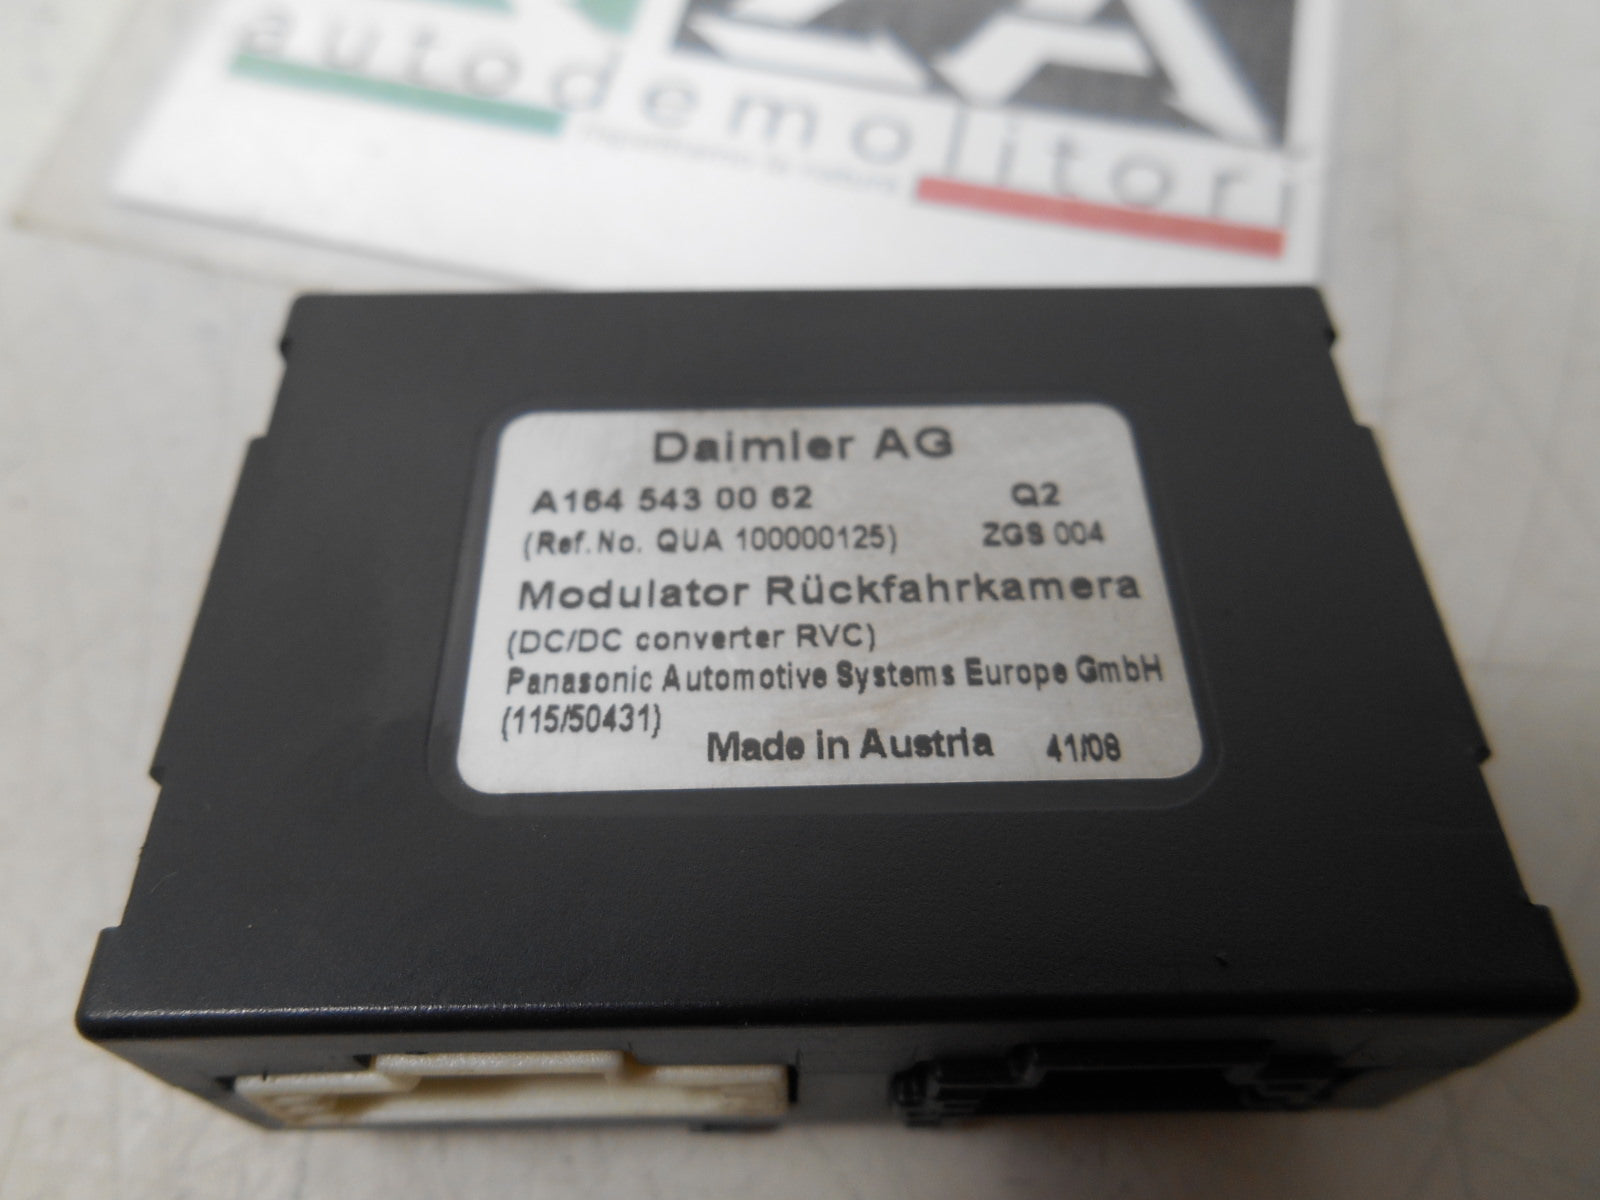 ZA
autodemolitori
Daimler AG
A164 543 00 62 Q2
(Ref.No. QUA 100000125) ZGS 004
Modulator Rückfahrkamera
(DC/DC converter RVC)
Panasonic Automotive Systems Europe GmbH
(115/50431)
Made in Austria 41/08